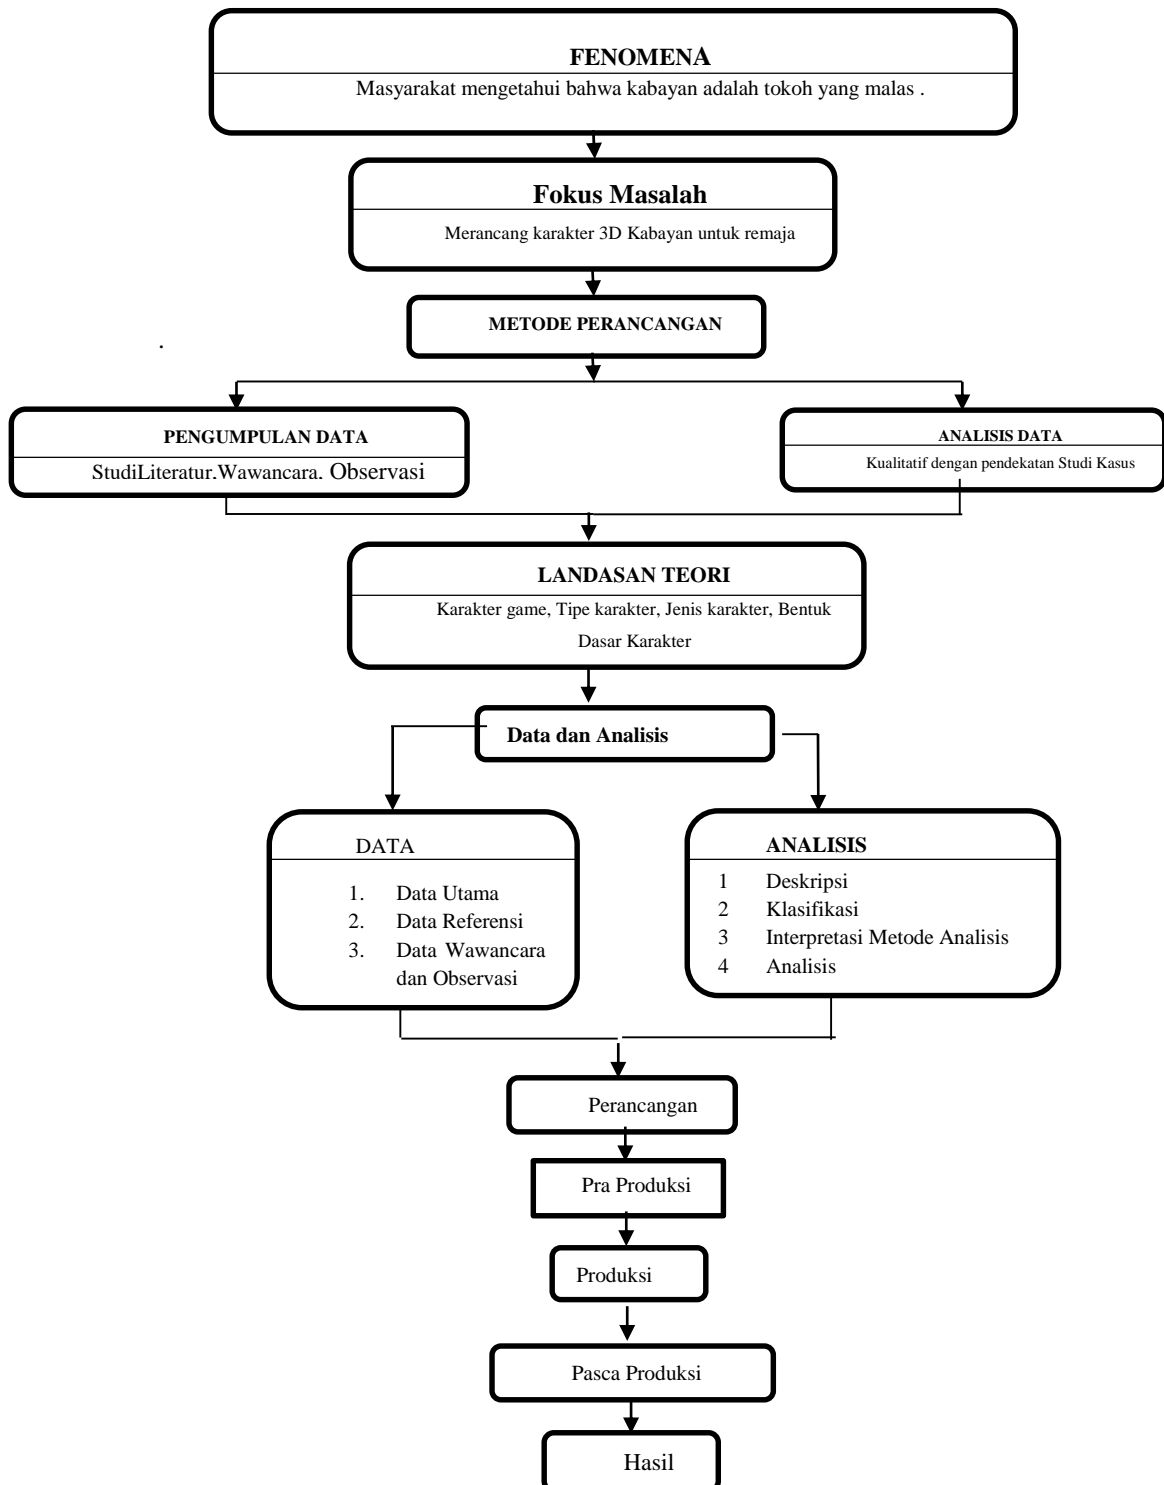 FENOMENA
Masyarakat mengetahui bahwa kabayan adalah tokoh yang malas .
Fokus Masalah
Merancang karakter 3D Kabayan untuk remaja
METODE PERANCANGAN
.
PENGUMPULAN DATA
StudiLiteratur.Wawancara. Observasi
ANALISIS DATA
Kualitatif dengan pendekatan Studi Kasus
LANDASAN TEORI
Karakter game, Tipe karakter, Jenis karakter, Bentuk
Dasar Karakter
Data dan Analisis
DATA
1. Data Utama
2. Data Referensi
3. Data Wawancara
dan Observasi
ANALISIS
1 Deskripsi
2 Klasifikasi
3 Interpretasi Metode Analisis
4 Analisis
Perancangan
Pra Produksi
Produksi
Pasca Produksi
Hasil